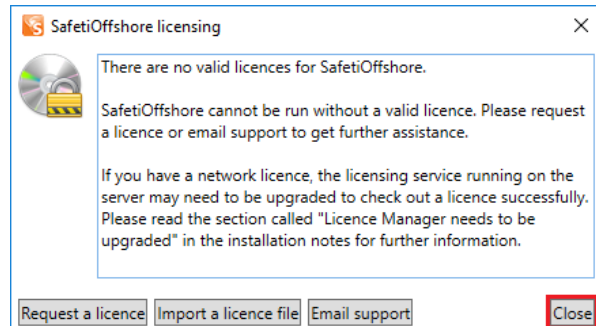 SafetiOffshore licensing
There are no valid licences for SafetiOffshore.
SafetiOffshore cannot be run without a valid licence. Please request
a licence or email support to get further assistance.
If you have a network licence, the licensing service running on the
server may need to be upgraded to check out a licence successfully.
Please read the section called "Licence Manager needs to be
upgraded" in the installation notes for further information.
Request a licence Import a licence file Email support Close